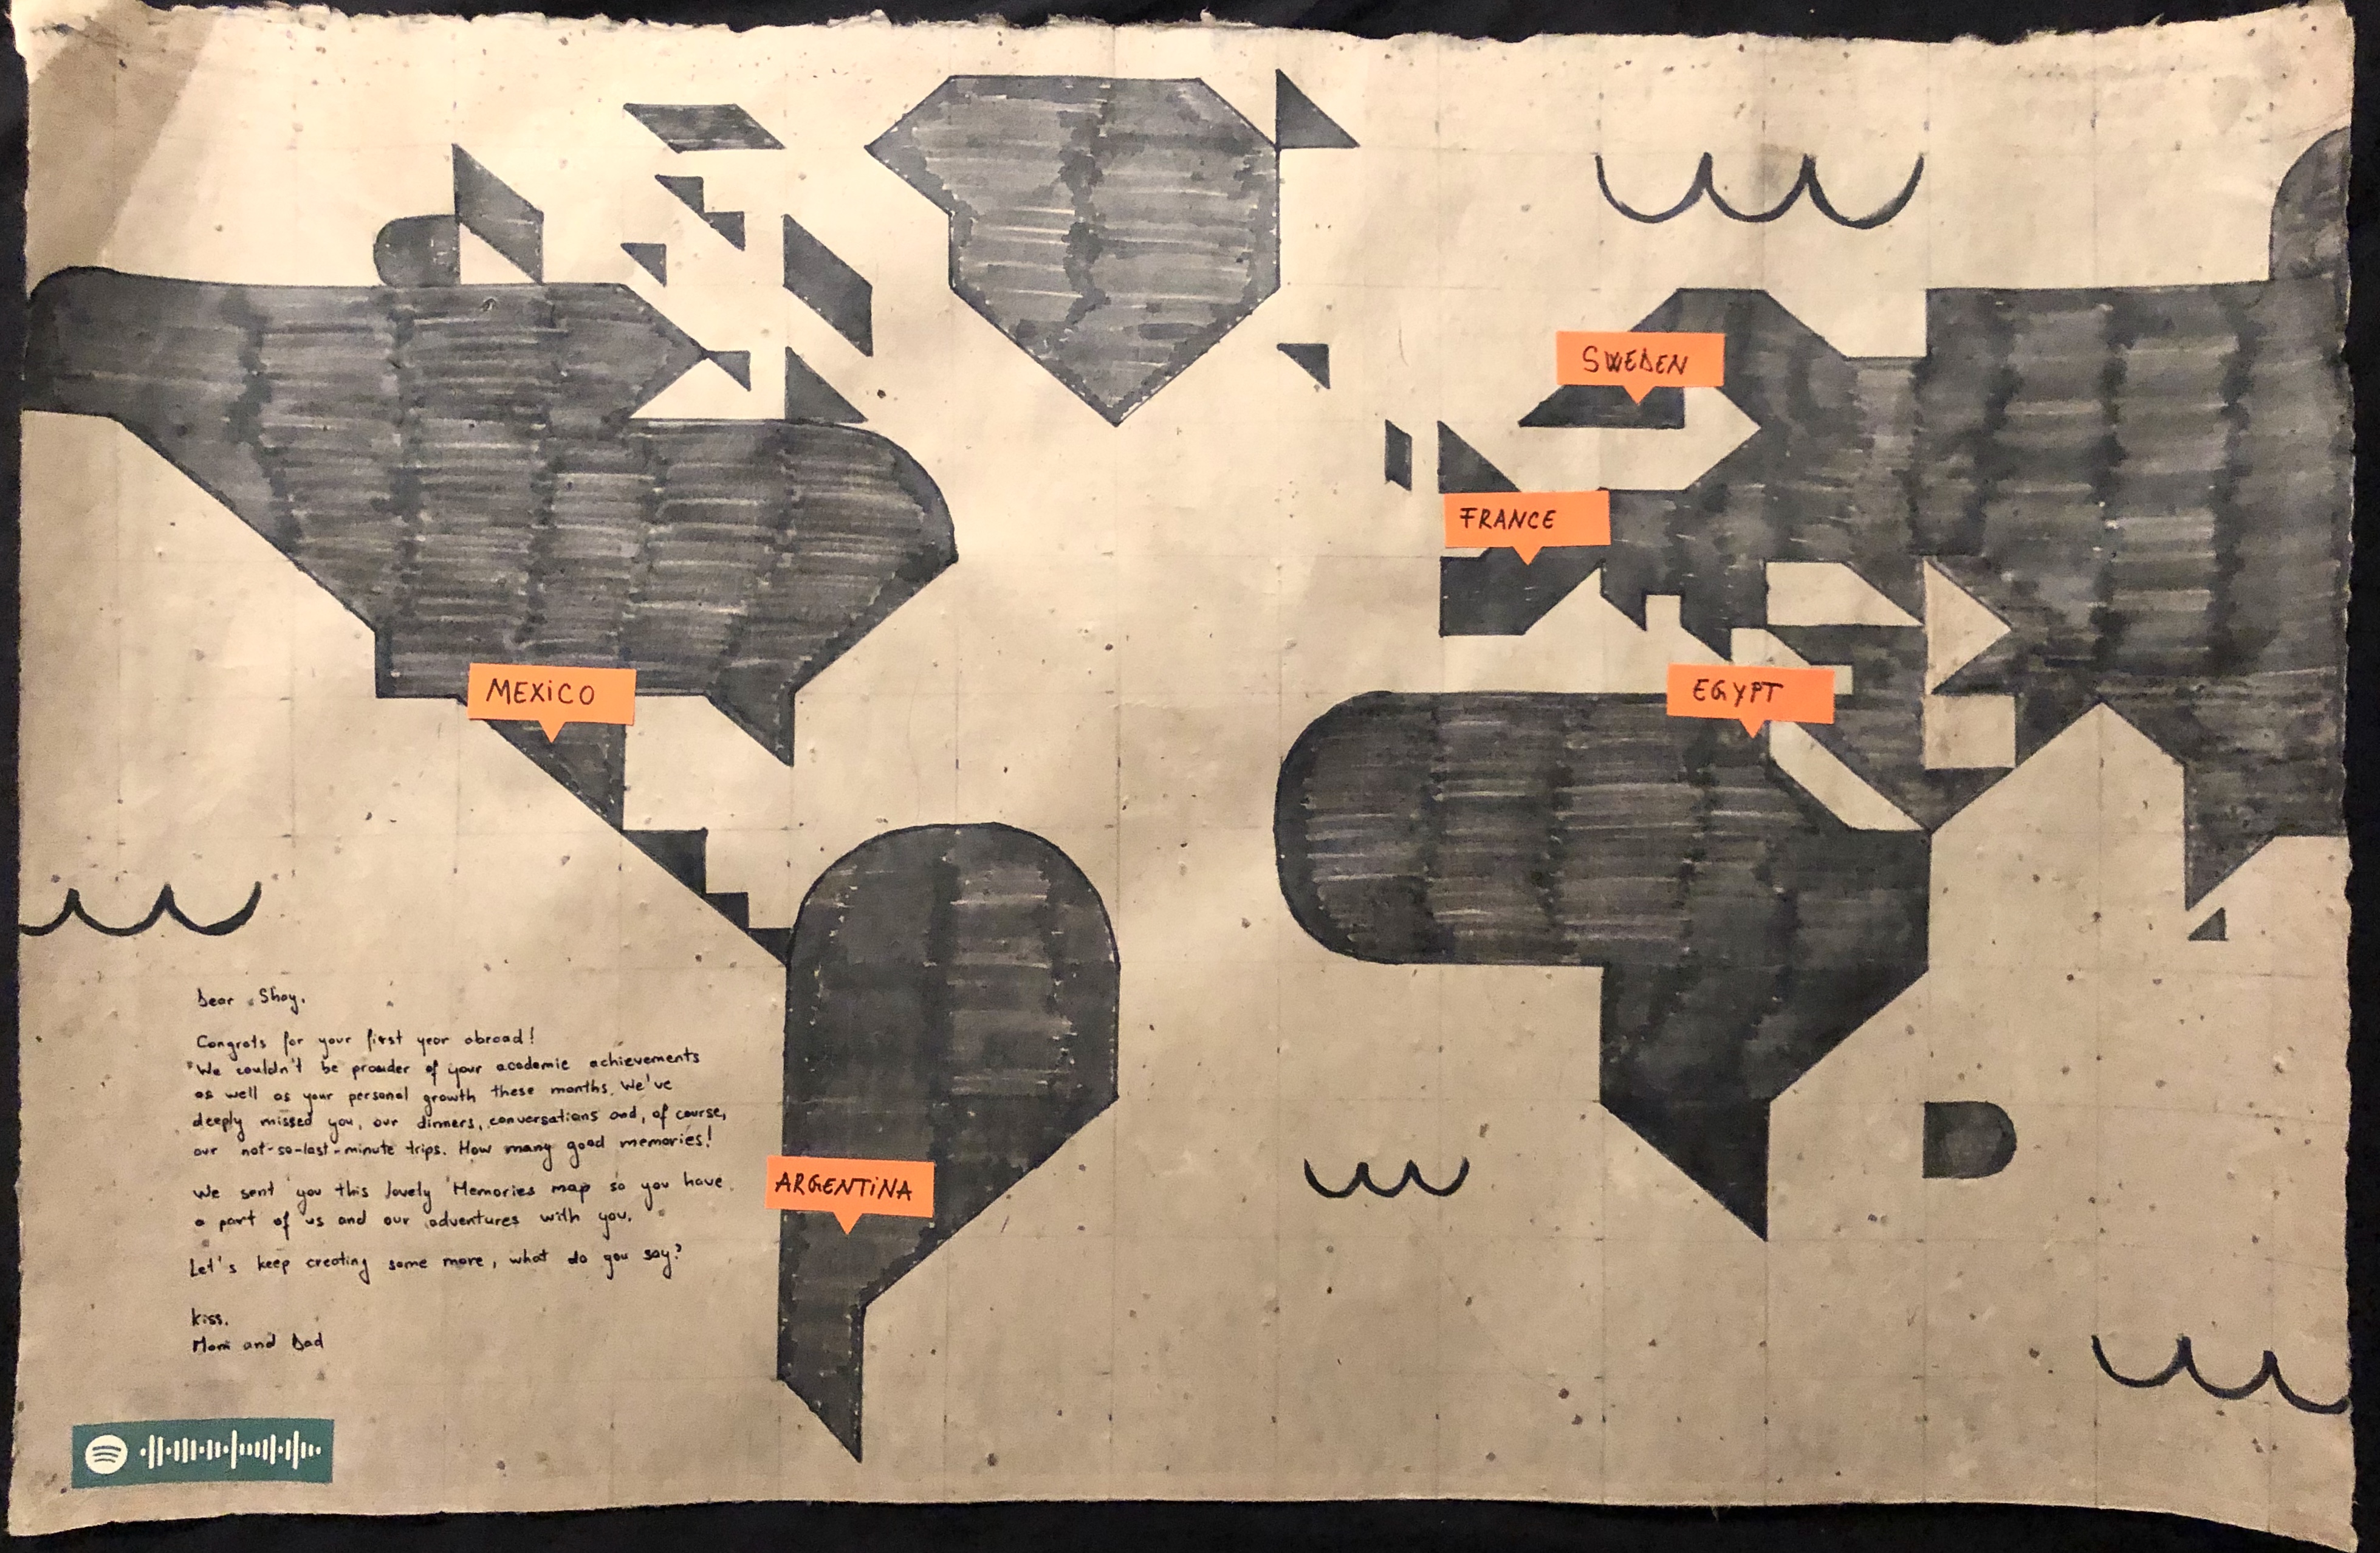 SWEDEN
FRANCE
MEXICO
EGYPT
ARGENTINA
Dear Shay,
Congrats for your first year abroad!
We couldn't be prouder of your academic achievements
as well as your personal growth these months. We've
deeply missed you, our dinners, conversations and, of course,
our not-so-last-minute trips. How many good memories!
We sent you this lovely Memories map so you have
a part of us and our adventures with you.
Let's keep creating some more, what do you say?
Kiss.
Mom and Dad